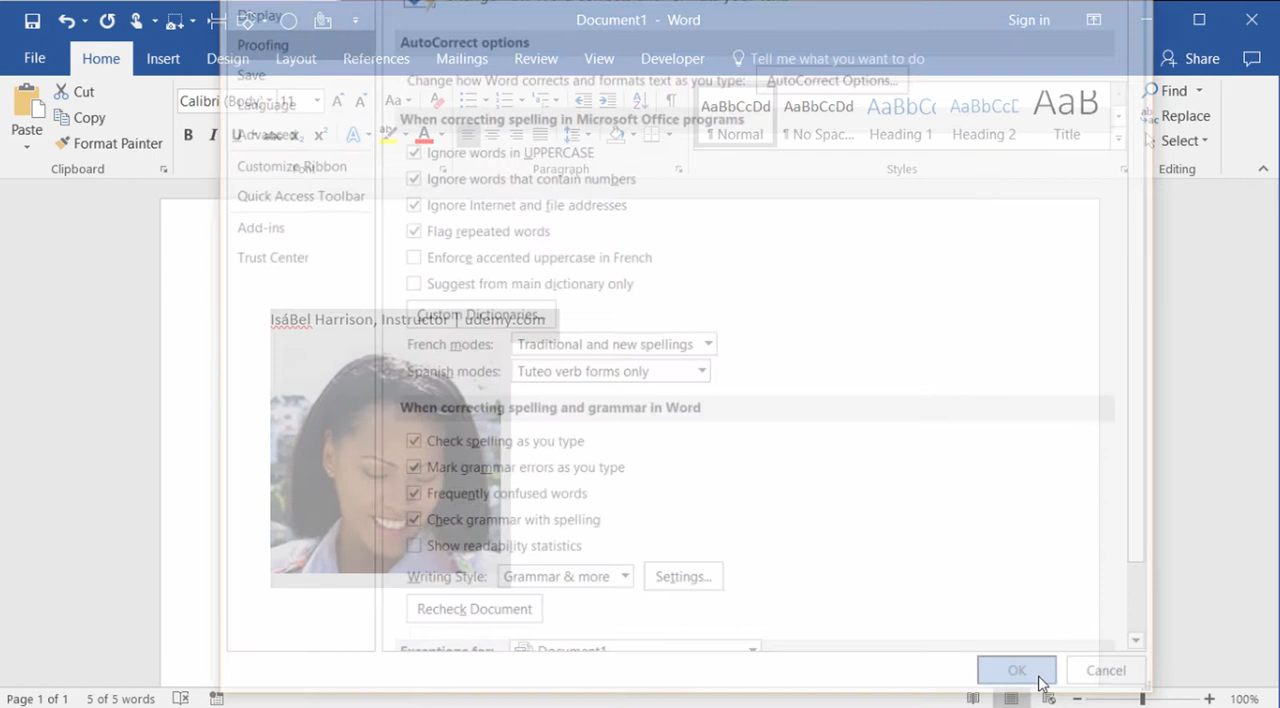 Document1 - Word
Sign in
File
Home
Insert
Design
Layout
References
Mailings
Review
View
Developer
Tell me what you want to do
Share
Paste
Cut
Copy
Format Painter
Clipboard
Calibri
11
Font
Paragraph
AaBbCcDd
¶ Normal
AaBbCcDd
¶ No Spac...
AaBbCc
Heading 1
AaBbCcE
Heading 2
AaB
Title
Styles
Find
Replace
Select
Editing
Display
Proofing
Save
Language
Advanced
Customize Ribbon
Quick Access Toolbar
Add-ins
Trust Center
AutoCorrect options
Change how Word corrects and formats text as you type:
AutoCorrect Options...
When correcting spelling in Microsoft Office programs
Ignore words in UPPERCASE
Ignore words that contain numbers
Ignore Internet and file addresses
Flag repeated words
Enforce accented uppercase in French
Suggest from main dictionary only
Custom Dictionaries...
IsáBel Harrison, Instructor | udemy.com
French modes:
Traditional and new spellings
Spanish modes:
Tuteo verb forms only
When correcting spelling and grammar in Word
Check spelling as you type
Mark grammar errors as you type
Frequently confused words
Check grammar with spelling
Show readability statistics
Writing Style:
Grammar & more
Settings...
Recheck Document
Exceptions for:
Document1
OK
Cancel
Page 1 of 1
5 of 5 words
100%